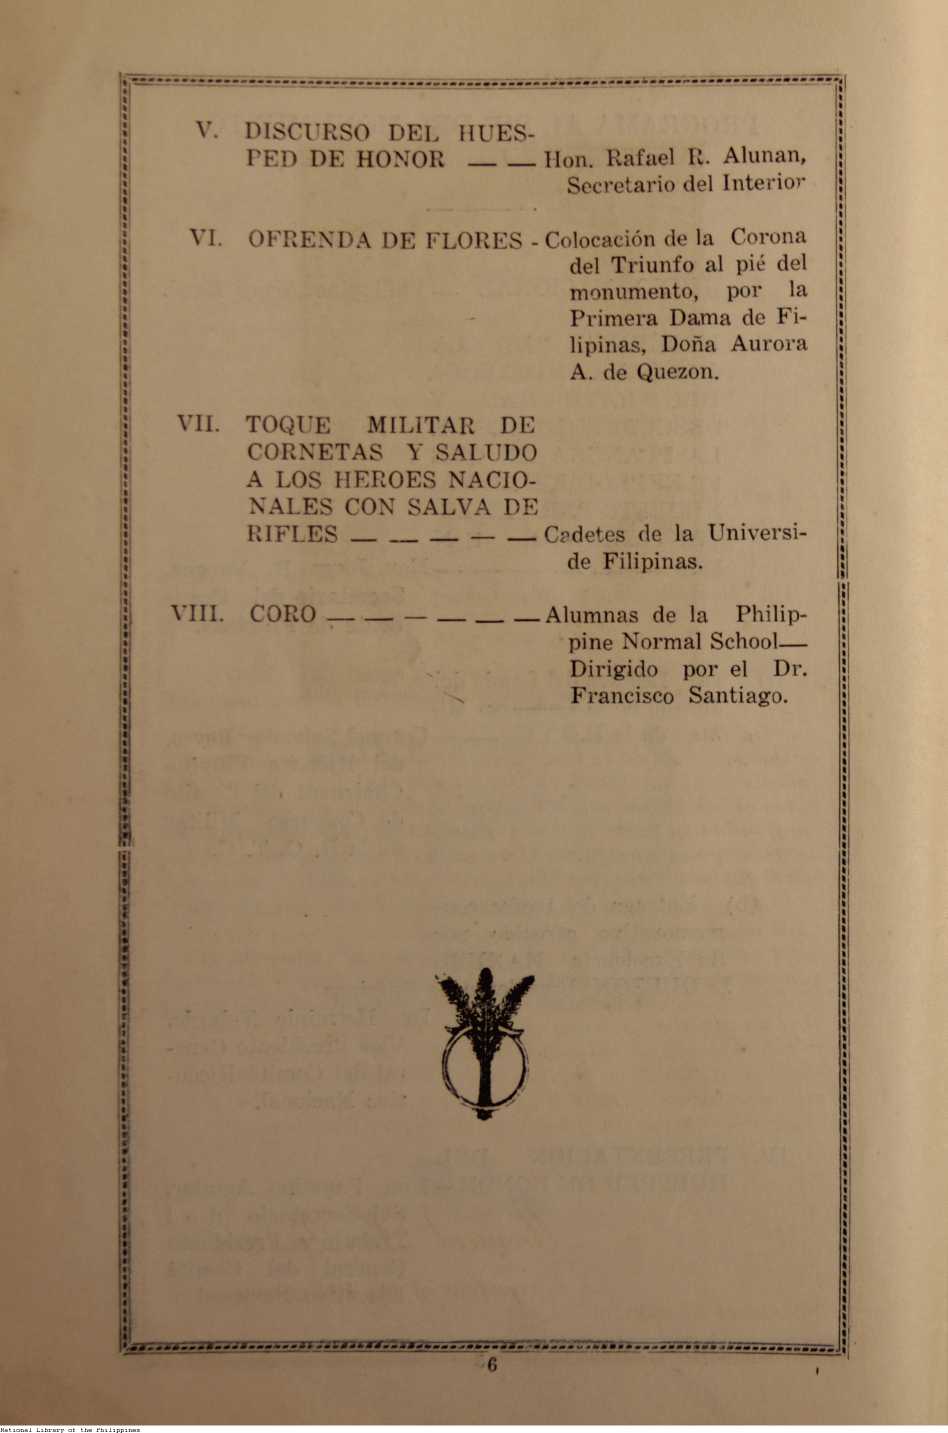 V. DISCURSO DEL HUES-
PED DE HONOR — — Hon. Rafael R. Alunan,
Secretario del Interior
VI. OFRENDA DE FLORES - Colocación de la Corona
del Triunfo al pié del
monumento, por la
Primera Dama de Fi-
lipinas, Doña Aurora
A. de Quezon.
VII. TOQUE MILITAR DE
CORNETAS Y SALUDO
A LOS HEROES NACIO-
NALES CON SALVA DE
RIFLES — — — — — Cadetes de la Universi-
de Filipinas.
VIII. CORO — — — — — — Alumnas de la Philip-
pine Normal School—
Dirigido por el Dr.
Francisco Santiago.
6
National Library of the Philippines